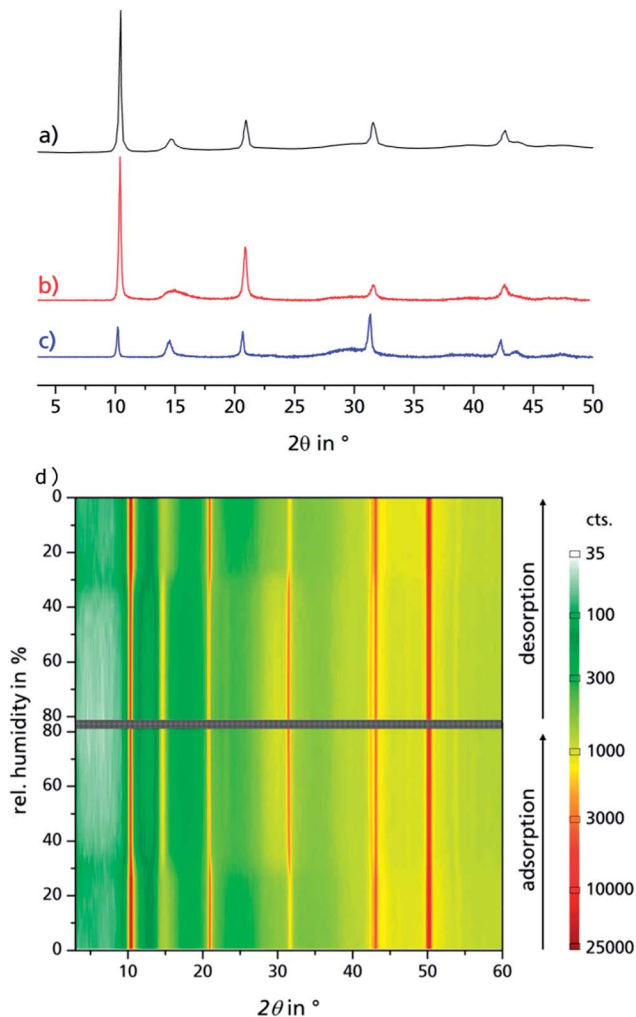 a)
b)
c)
5 10 15 20 25 30 35 40 45 50
2θ in °
d)
0
20
40
60
80
80
60
40
20
0
rel. humidity in %
10 20 30 40 50 60
2θ in °
desorption
adsorption
cts.
35
100
300
1000
3000
10000
25000